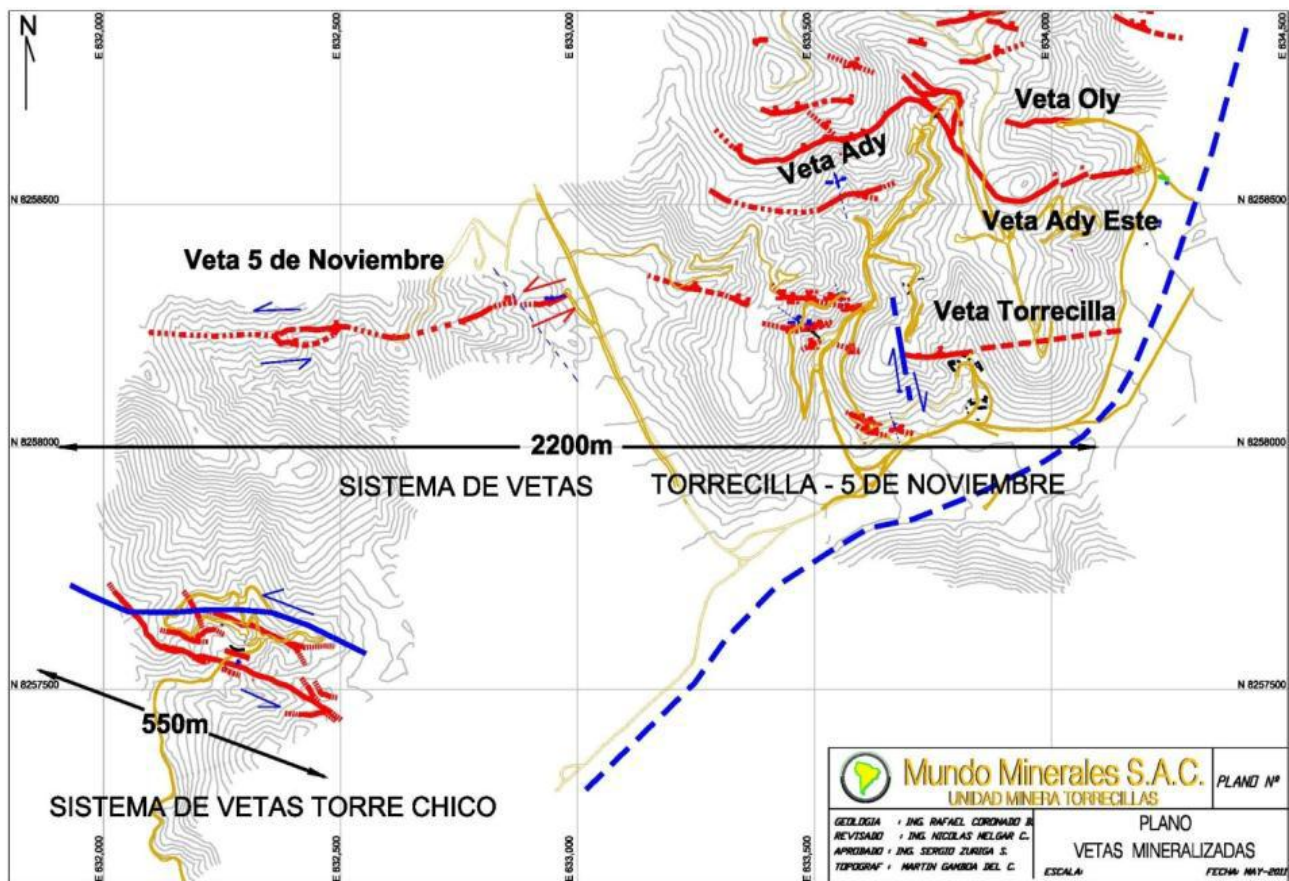 N
E 632,000
E 632,500
E 633,000
E 633,500
E 634,000
E 634,500
Veta Oly
Veta Ady
N 8258500
N 8258500
Veta Ady Este
Veta 5 de Noviembre
Veta Torrecilla
N 8258000
2200m
N 8258000
SISTEMA DE VETAS TORRECILLA - 5 DE NOVIEMBRE
N 8257500
N 8257500
550m
SISTEMA DE VETAS TORRE CHICO
Mundo Minerales S.A.C.
UNIDAD MINERA TORRECILLAS
PLANO Nº
GEOLOGIA : ING. RAFAEL CORONADO B.
REVISADO : ING. NICOLAS MELGAR C.
APROBADO : ING. SERGIO ZUÑIGA S.
TOPOGRAF : MARTIN GAMBOA DEL C.
PLANO
VETAS MINERALIZADAS
ESCALA:
FECHA: MAY-2011
E 632,000
E 632,500
E 633,000
E 633,500